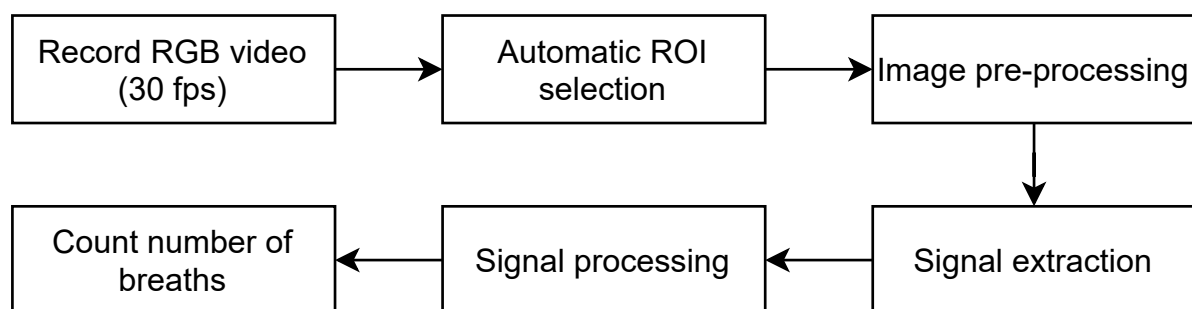 Record RGB video
(30 fps)
Automatic ROI
selection
Image pre-processing
Signal extraction
Signal processing
Count number of
breaths